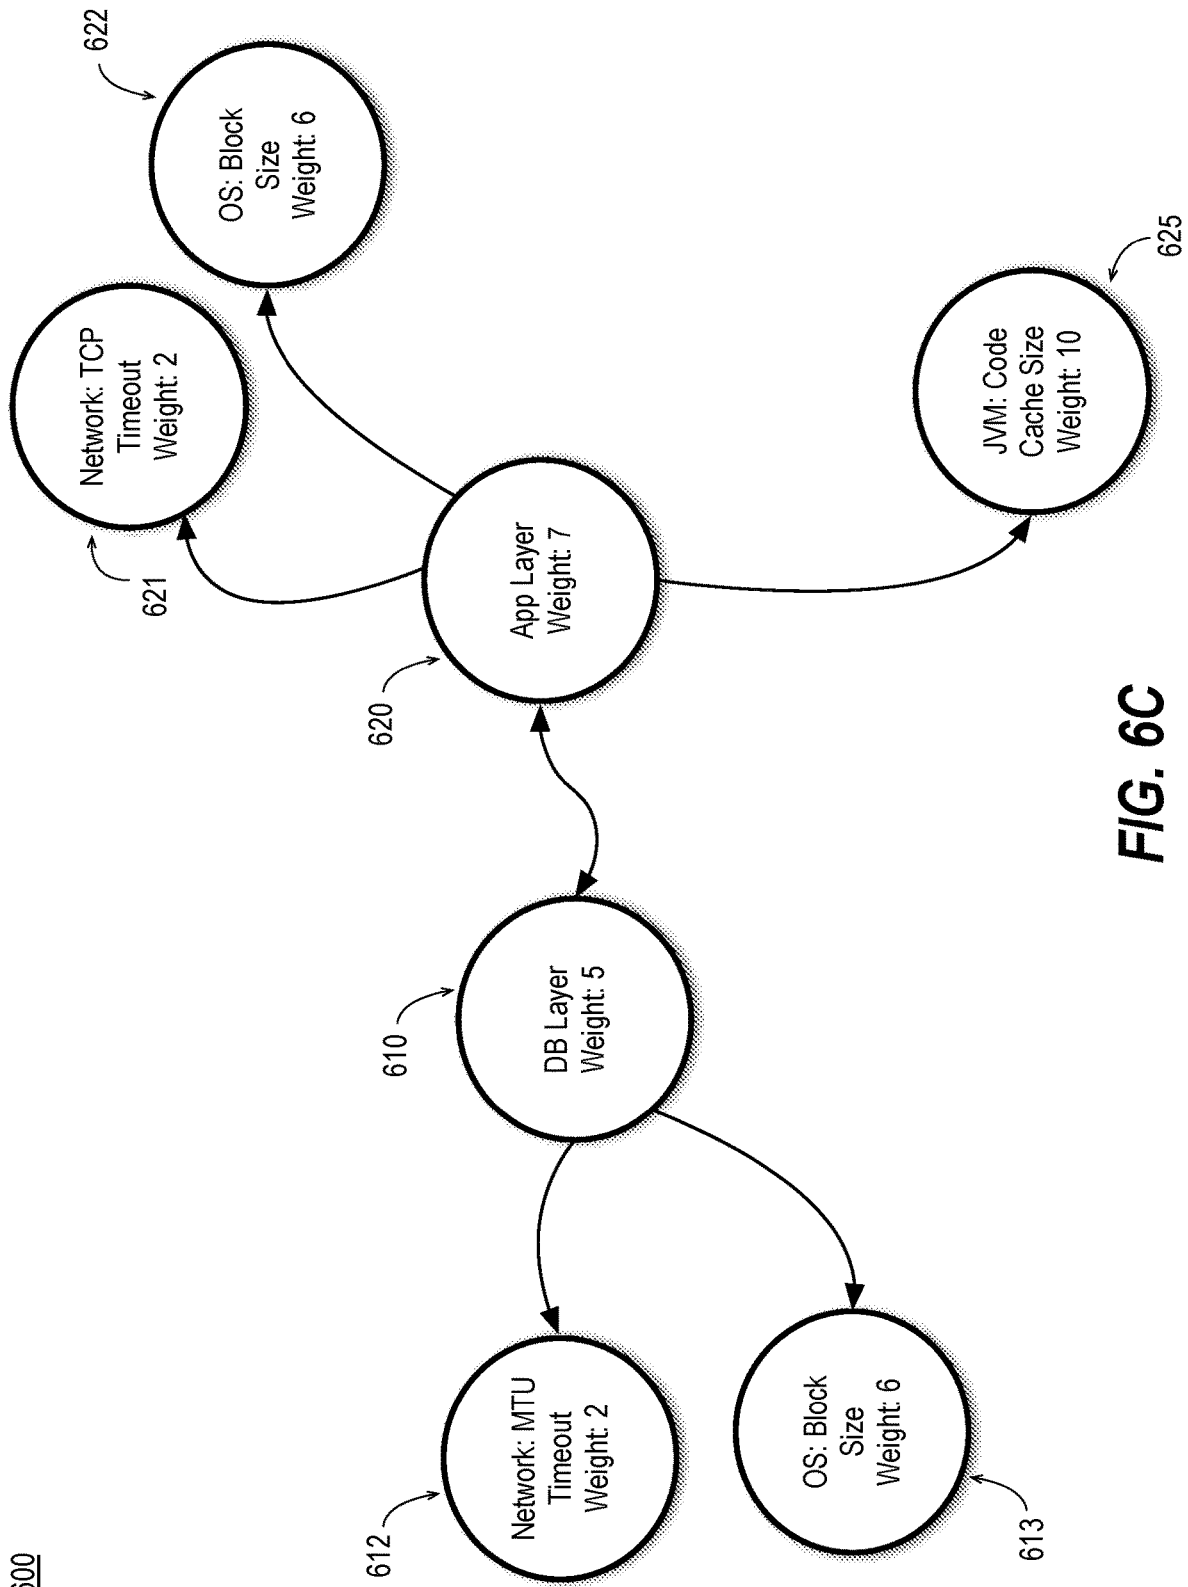 600
612
Network: MTU
Timeout
Weight: 2
613
OS: Block
Size
Weight: 6
610
DB Layer
Weight: 5
620
App Layer
Weight: 7
621
Network: TCP
Timeout
Weight: 2
622
OS: Block
Size
Weight: 6
625
JVM: Code
Cache Size
Weight: 10
FIG. 6C